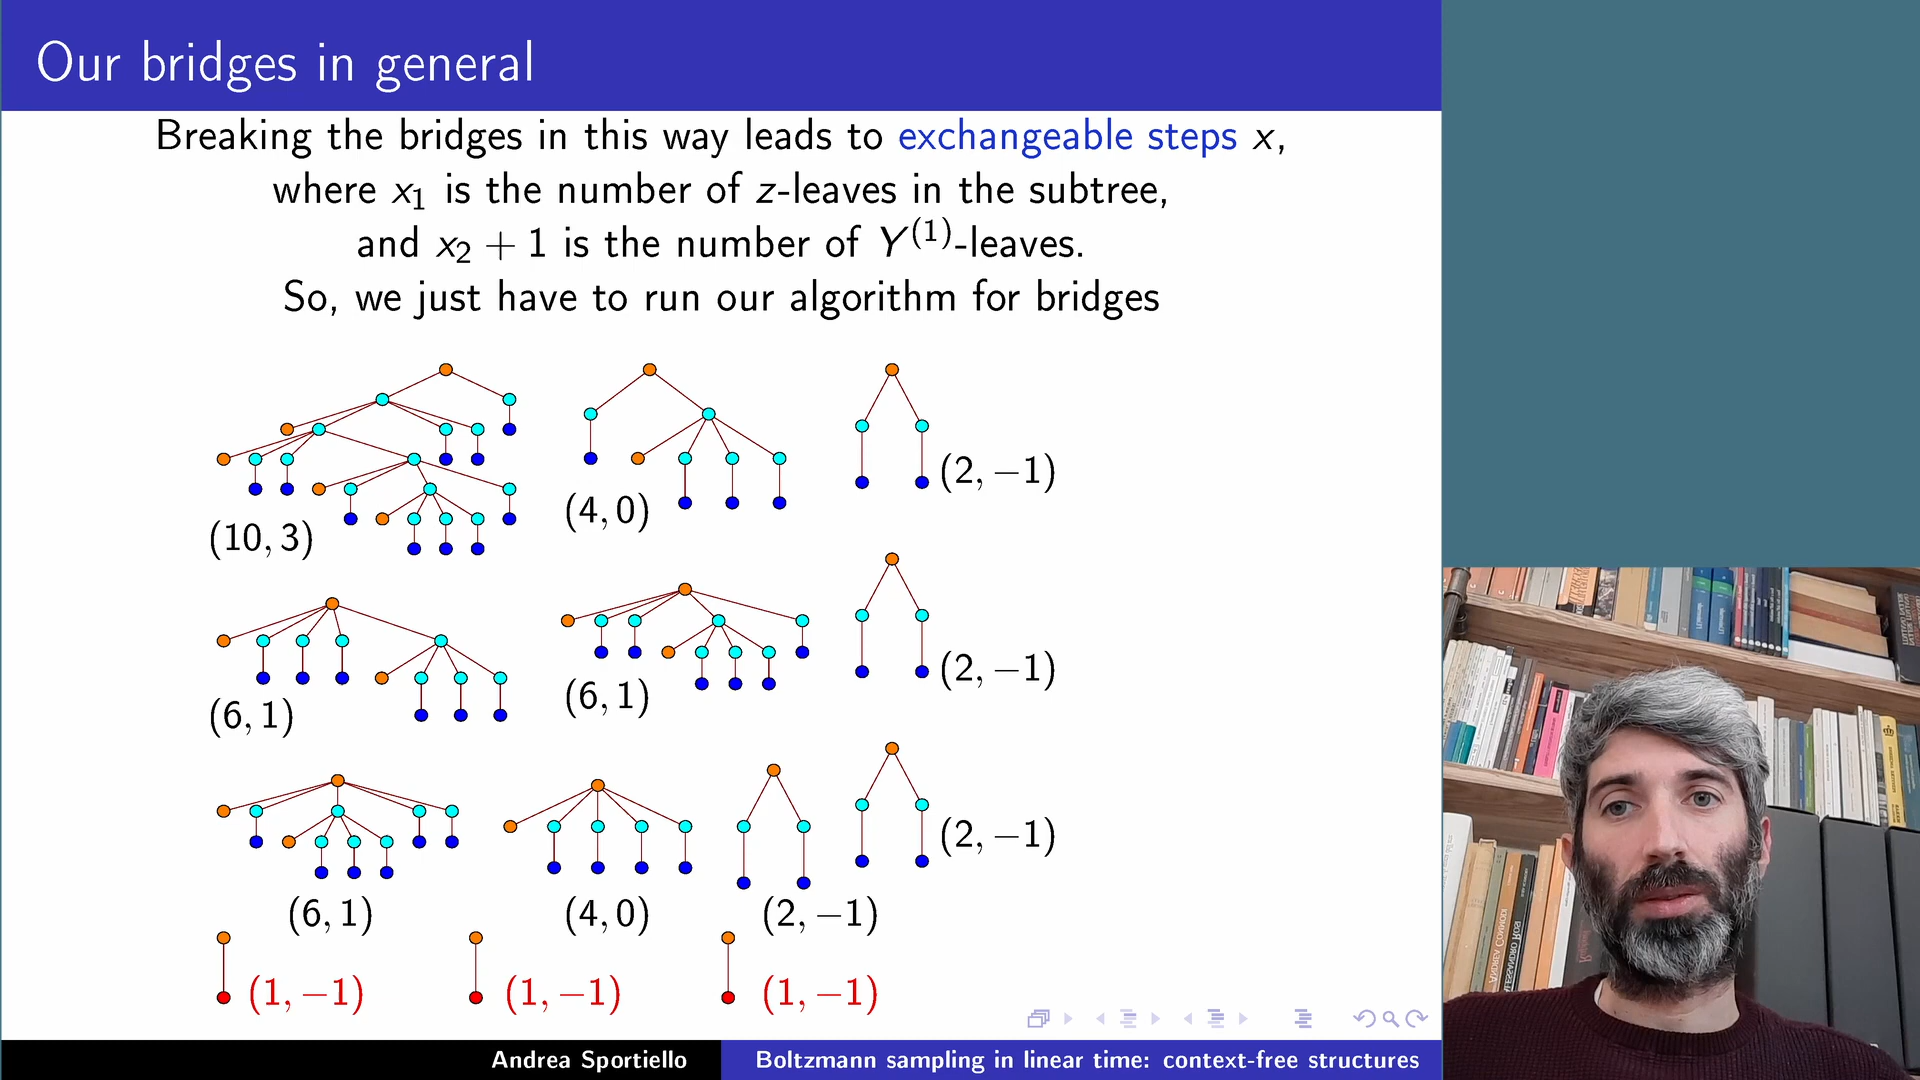 Our bridges in general
Breaking the bridges in this way leads to exchangeable steps x,
where x₁ is the number of z-leaves in the subtree,
and x₂ + 1 is the number of Y⁽¹⁾-leaves.
So, we just have to run our algorithm for bridges
(10, 3)
(4, 0)
(2, −1)
(6, 1)
(6, 1)
(2, −1)
(6, 1)
(4, 0)
(2, −1)
(2, −1)
(1, −1)
(1, −1)
(1, −1)
Andrea Sportiello
Boltzmann sampling in linear time: context-free structures